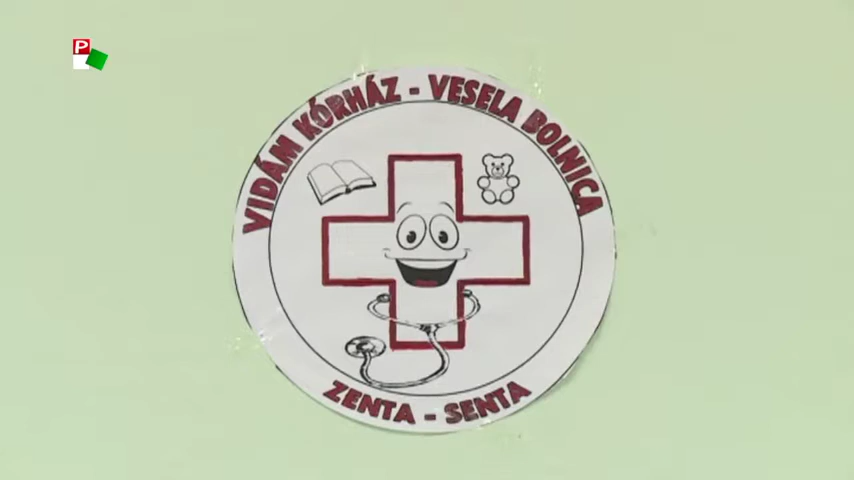 P
VIDÁM KÓRHÁZ - VESELA BOLNICA
ZENTA - SENTA